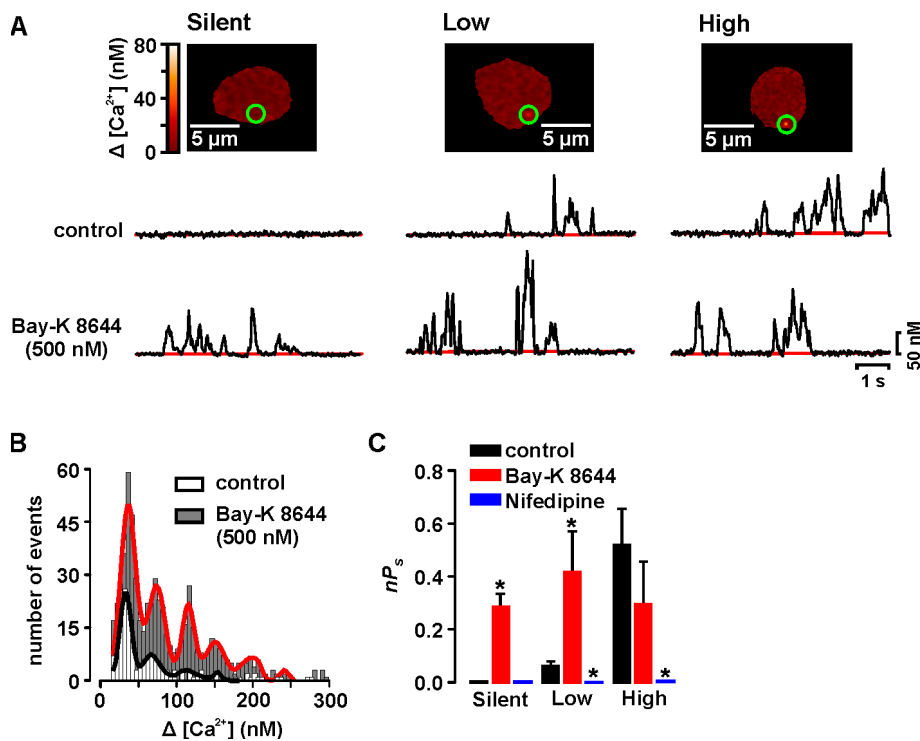 A
Silent
Low
High
Δ [Ca²⁺] (nM)
80
40
0
5 µm
5 µm
5 µm
control
Bay-K 8644
(500 nM)
50 nM
1 s
B
control
Bay-K 8644
(500 nM)
number of events
60
45
30
15
0
0 100 200 300
Δ [Ca²⁺] (nM)
C
control
Bay-K 8644
Nifedipine
nPs
0.8
0.6
0.4
0.2
0.0
* * * *
Silent Low High